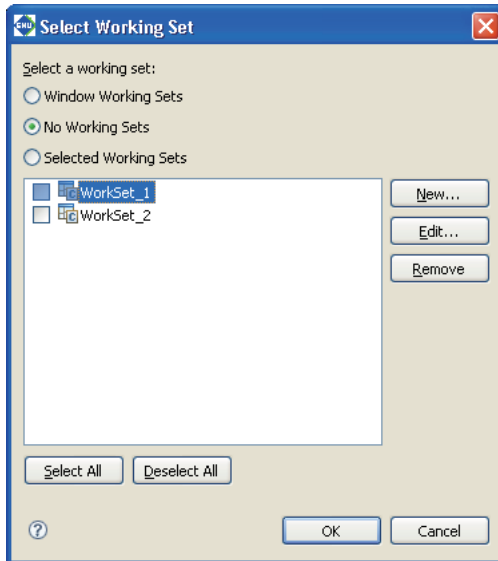 Select Working Set
Select a working set:
Window Working Sets
No Working Sets
Selected Working Sets
WorkSet_1
WorkSet_2
New...
Edit...
Remove
Select All
Deselect All
?
OK
Cancel